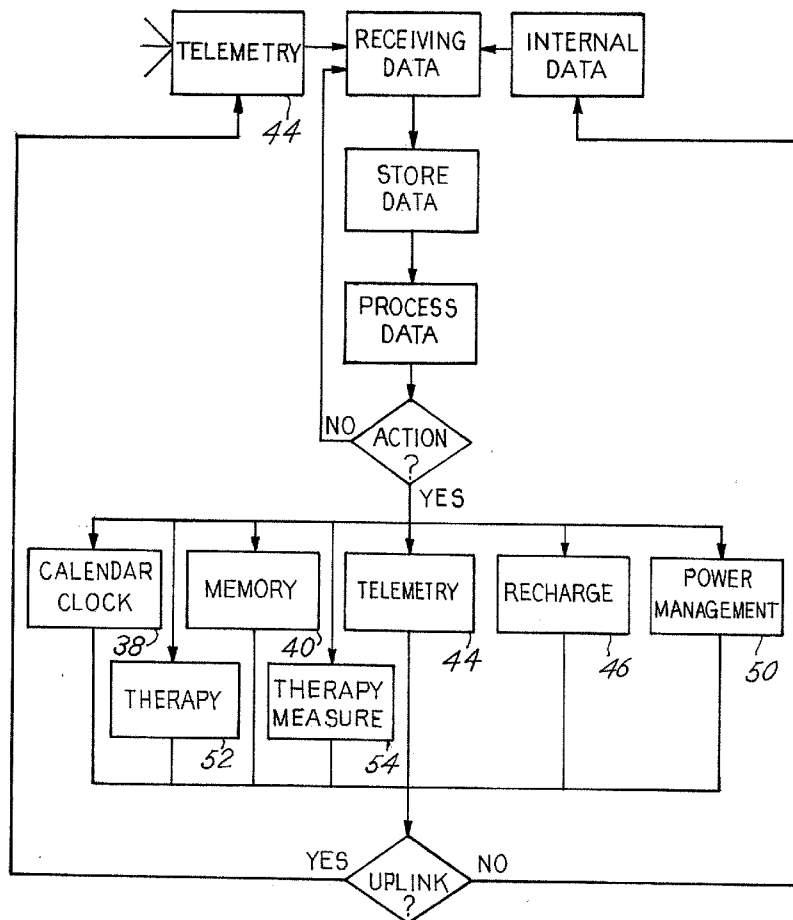 TELEMETRY
44
RECEIVING
DATA
INTERNAL
DATA
STORE
DATA
PROCESS
DATA
NO
ACTION
?
YES
CALENDAR
CLOCK
38
MEMORY
40
TELEMETRY
44
RECHARGE
46
POWER
MANAGEMENT
50
THERAPY
52
THERAPY
MEASURE
54
YES
UPLINK
?
NO